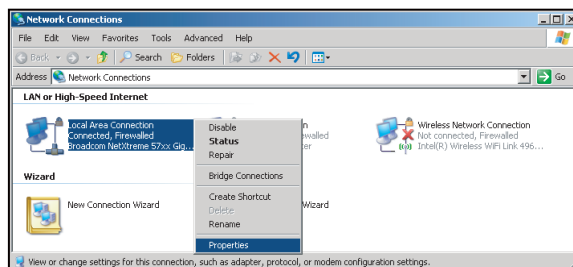 Network Connections
File Edit View Favorites Tools Advanced Help
Back Search Folders
Address Network Connections Go
LAN or High-Speed Internet
Local Area Connection
Connected, Firewalled
Broadcom NetXtreme 57xx Gig...
Disable
Status
Repair
Bridge Connections
Create Shortcut
Delete
Rename
Properties
Wireless Network Connection
Not connected, Firewalled
Intel(R) Wireless WiFi Link 496...
Wizard
New Connection Wizard
Wizard
View or change settings for this connection, such as adapter, protocol, or modem configuration settings.